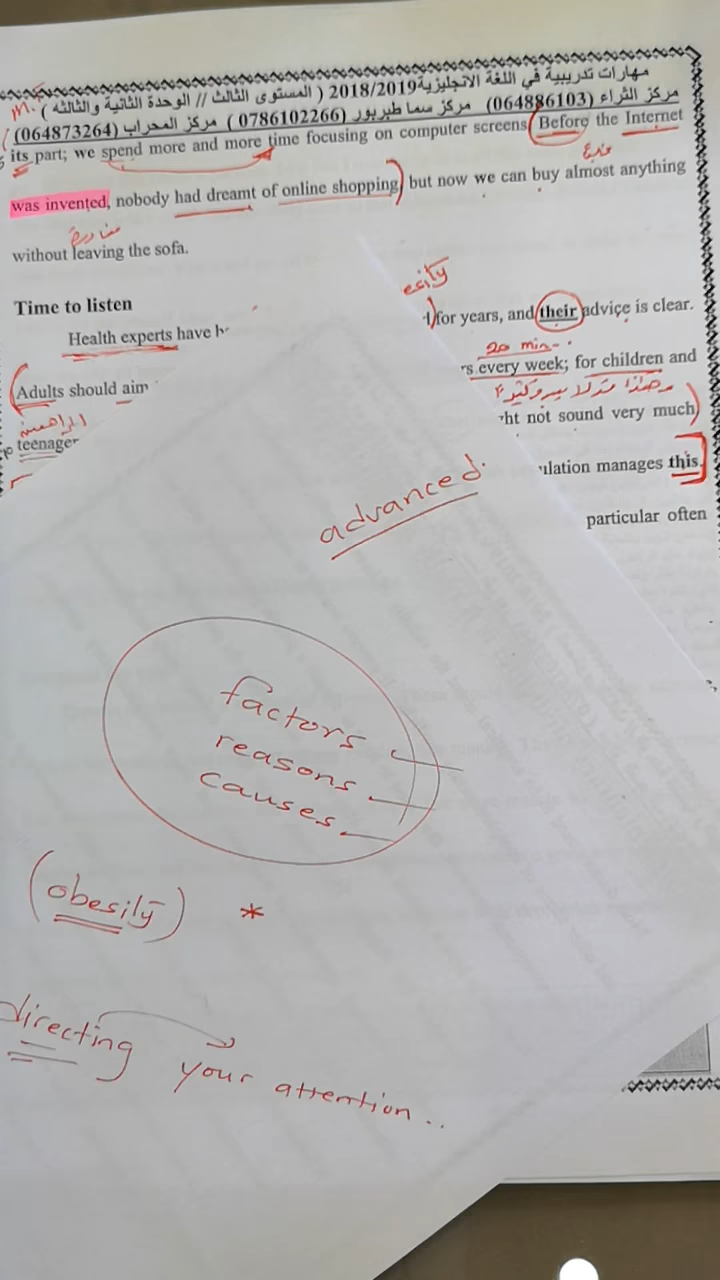 مهارات تدريبية في اللغة الانجليزية 2018/2019 ( المستوى الثالث // الوحدة الثانية والثالثه )
مركز الثراء (064886103) مركز سما طبربور (0786102266 ) مركز المحراب (064873264)
its part; we spend more and more time focusing on computer screens. Before the Internet
was invented, nobody had dreamt of online shopping, but now we can buy almost anything
without leaving the sofa.
Time to listen
esity
Health experts have for years, and their advice is clear.
20 min
Adults should aim every week; for children and
teenager not sound very much
manages this.
particular often
advanced.
factors
reasons
causes
(obesity) *
directing your attention ..